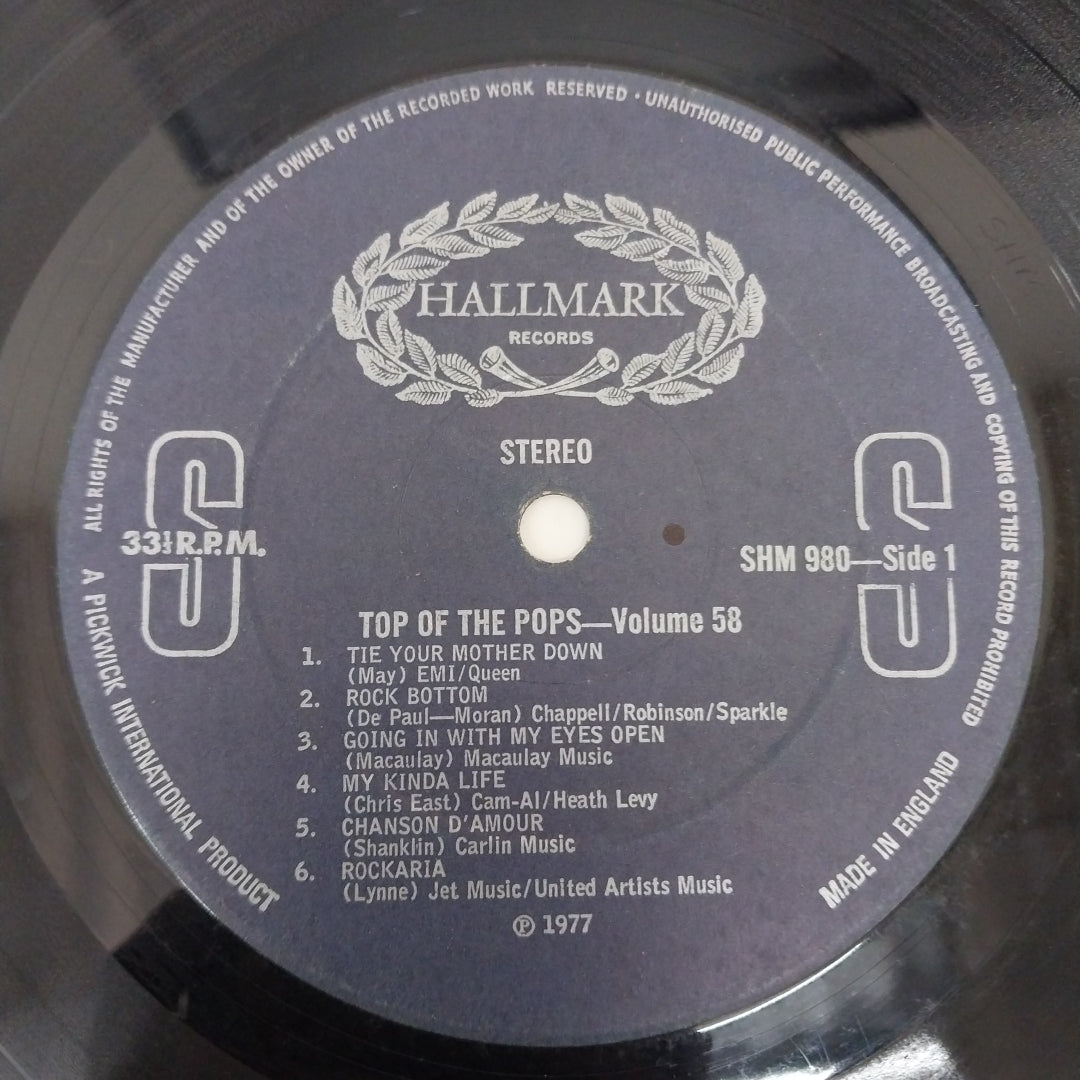 ALL RIGHTS OF THE MANUFACTURER AND OF THE OWNER OF THE RECORDED WORK RESERVED · UNAUTHORISED PUBLIC PERFORMANCE BROADCASTING AND COPYING OF THIS RECORD PROHIBITED
HALLMARK
RECORDS
STEREO
33⅓ R.P.M.
SHM 980—Side 1
TOP OF THE POPS—Volume 58
1. TIE YOUR MOTHER DOWN
(May) EMI/Queen
2. ROCK BOTTOM
(De Paul—Moran) Chappell/Robinson/Sparkle
3. GOING IN WITH MY EYES OPEN
(Macaulay) Macaulay Music
4. MY KINDA LIFE
(Chris East) Cam-Al/Heath Levy
5. CHANSON D'AMOUR
(Shanklin) Carlin Music
6. ROCKARIA
(Lynne) Jet Music/United Artists Music
℗ 1977
A PICKWICK INTERNATIONAL PRODUCT
MADE IN ENGLAND